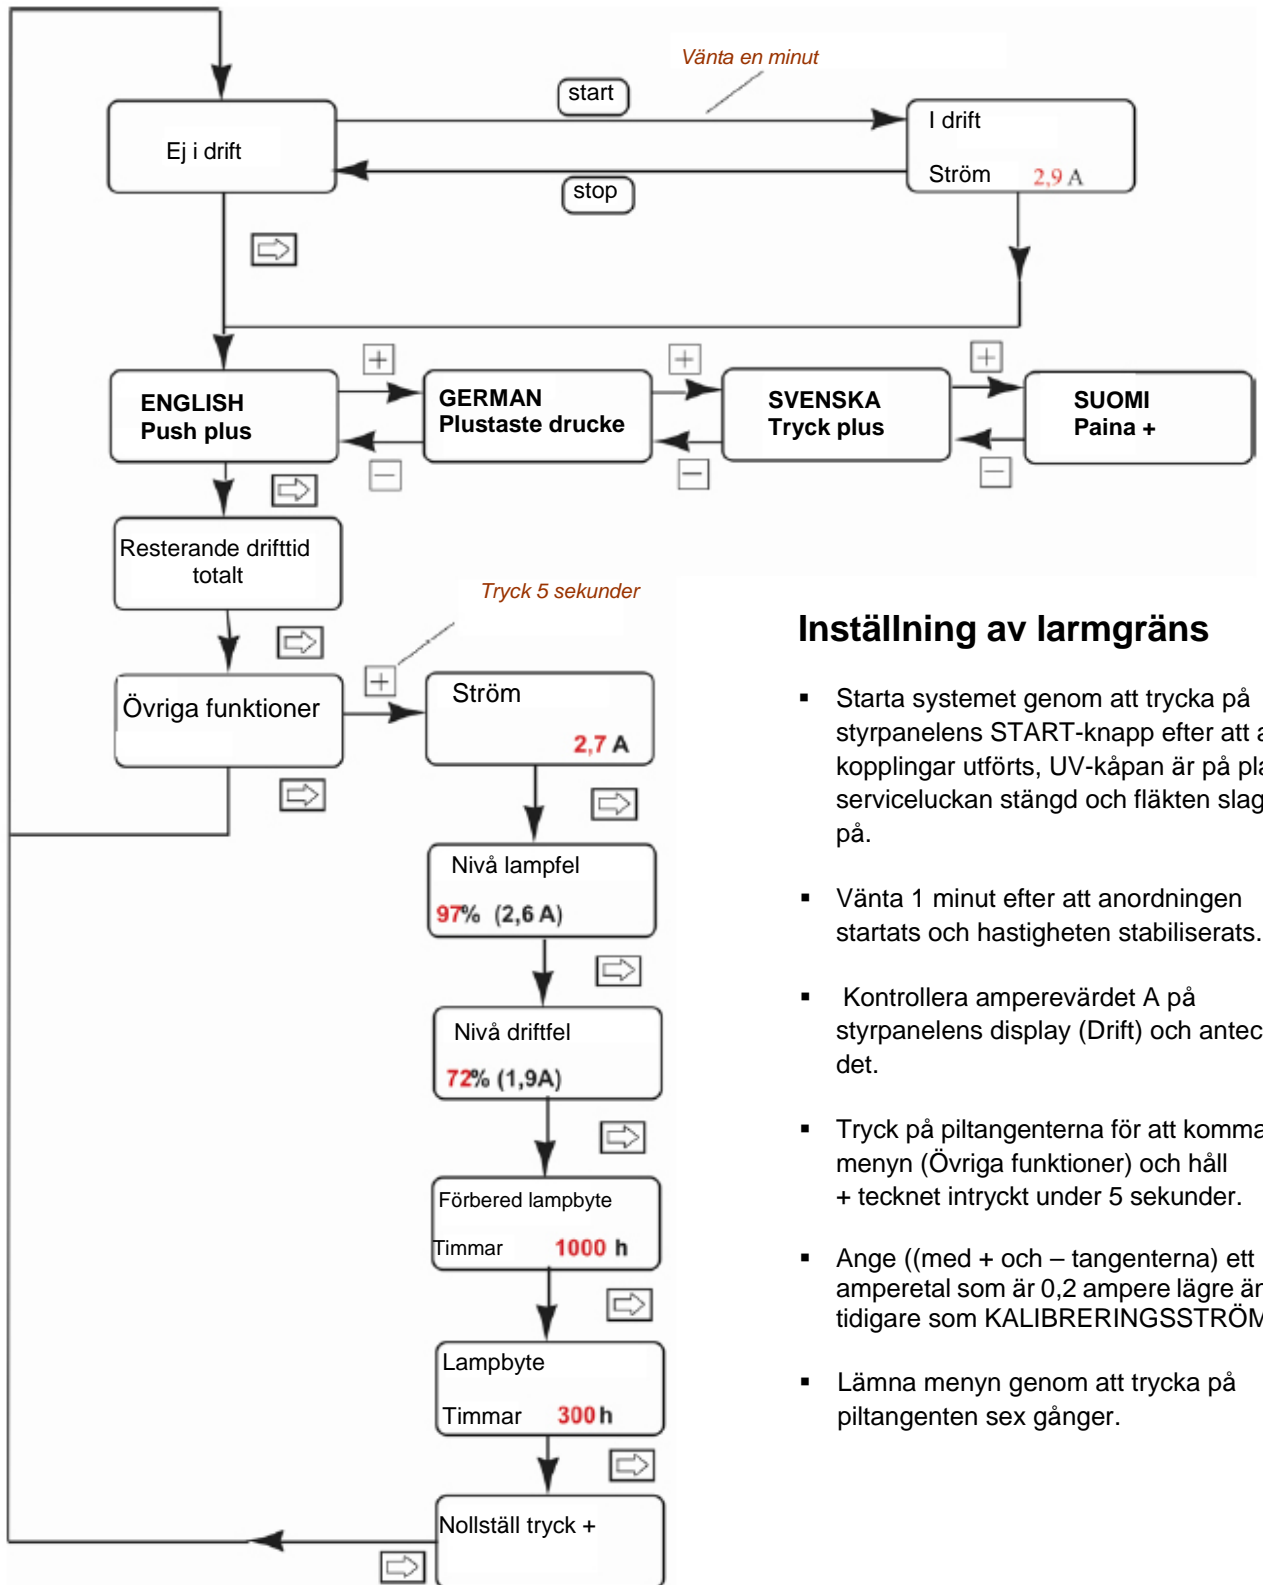 Vänta en minut
start
Ej i drift
I drift
Ström 2,9 A
stop
+
+
+
ENGLISH
Push plus
GERMAN
Plustaste drucke
SVENSKA
Tryck plus
SUOMI
Paina +
−
−
−
Resterande drifttid
totalt
Tryck 5 sekunder
Övriga funktioner
+
Ström
2,7 A
Nivå lampfel
97% (2,6 A)
Nivå driftfel
72% (1,9A)
Förbered lampbyte
Timmar 1000 h
Lampbyte
Timmar 300 h
Nollställ tryck +
Inställning av larmgräns
▪ Starta systemet genom att trycka på
styrpanelens START-knapp efter att
kopplingar utförts, UV-kåpan är på
serviceluckan stängd och fläkten
på.
▪ Vänta 1 minut efter att anordningen
startats och hastigheten stabiliserats.
▪ Kontrollera amperevärdet A på
styrpanelens display (Drift) och
det.
▪ Tryck på piltangenterna för att komma
menyn (Övriga funktioner) och håll
+ tecknet intryckt under 5 sekunder.
▪ Ange ((med + och – tangenterna) ett
amperetal som är 0,2 ampere lägre
tidigare som KALIBRERINGSSTRÖM
▪ Lämna menyn genom att trycka på
piltangenten sex gånger.